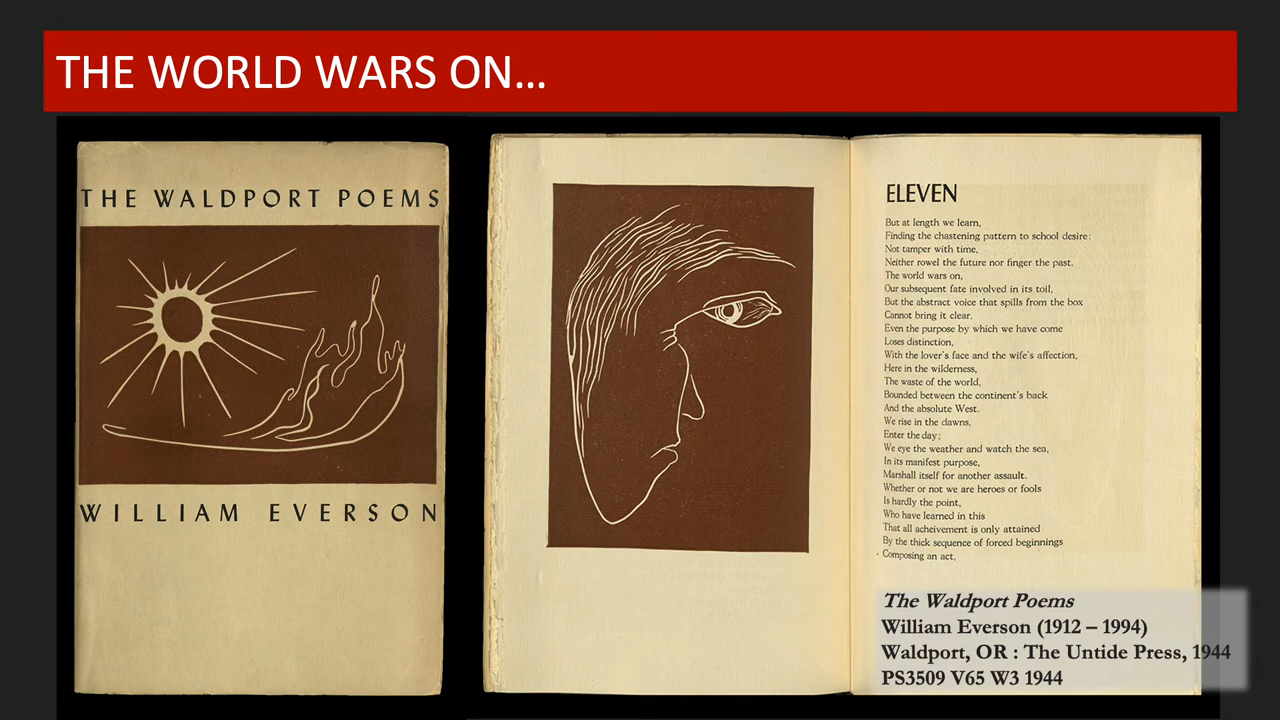 THE WORLD WARS ON...
THE WALDPORT POEMS
WILLIAM EVERSON
ELEVEN
But at length we learn,
Finding the chastening pattern to school desire:
Not tamper with time,
Neither rowel the future nor finger the past.
The world wars on,
Our subsequent fate involved in its toil,
But the abstract voice that spills from the box
Cannot bring it clear.
Even the purpose by which we have come
Loses distinction,
With the lover's face and the wife's affection,
Here in the wilderness,
The waste of the world,
Bounded between the continent's back
And the absolute West.
We rise in the dawns,
Enter the day;
We eye the weather and watch the sea,
In its manifest purpose,
Marshall itself for another assault.
Whether or not we are heroes or fools
Is hardly the point,
Who have learned in this
That all acheivement is only attained
By the thick sequence of forced beginnings
Composing an act,
The Waldport Poems
William Everson (1912 – 1994)
Waldport, OR : The Untide Press, 1944
PS3509 V65 W3 1944